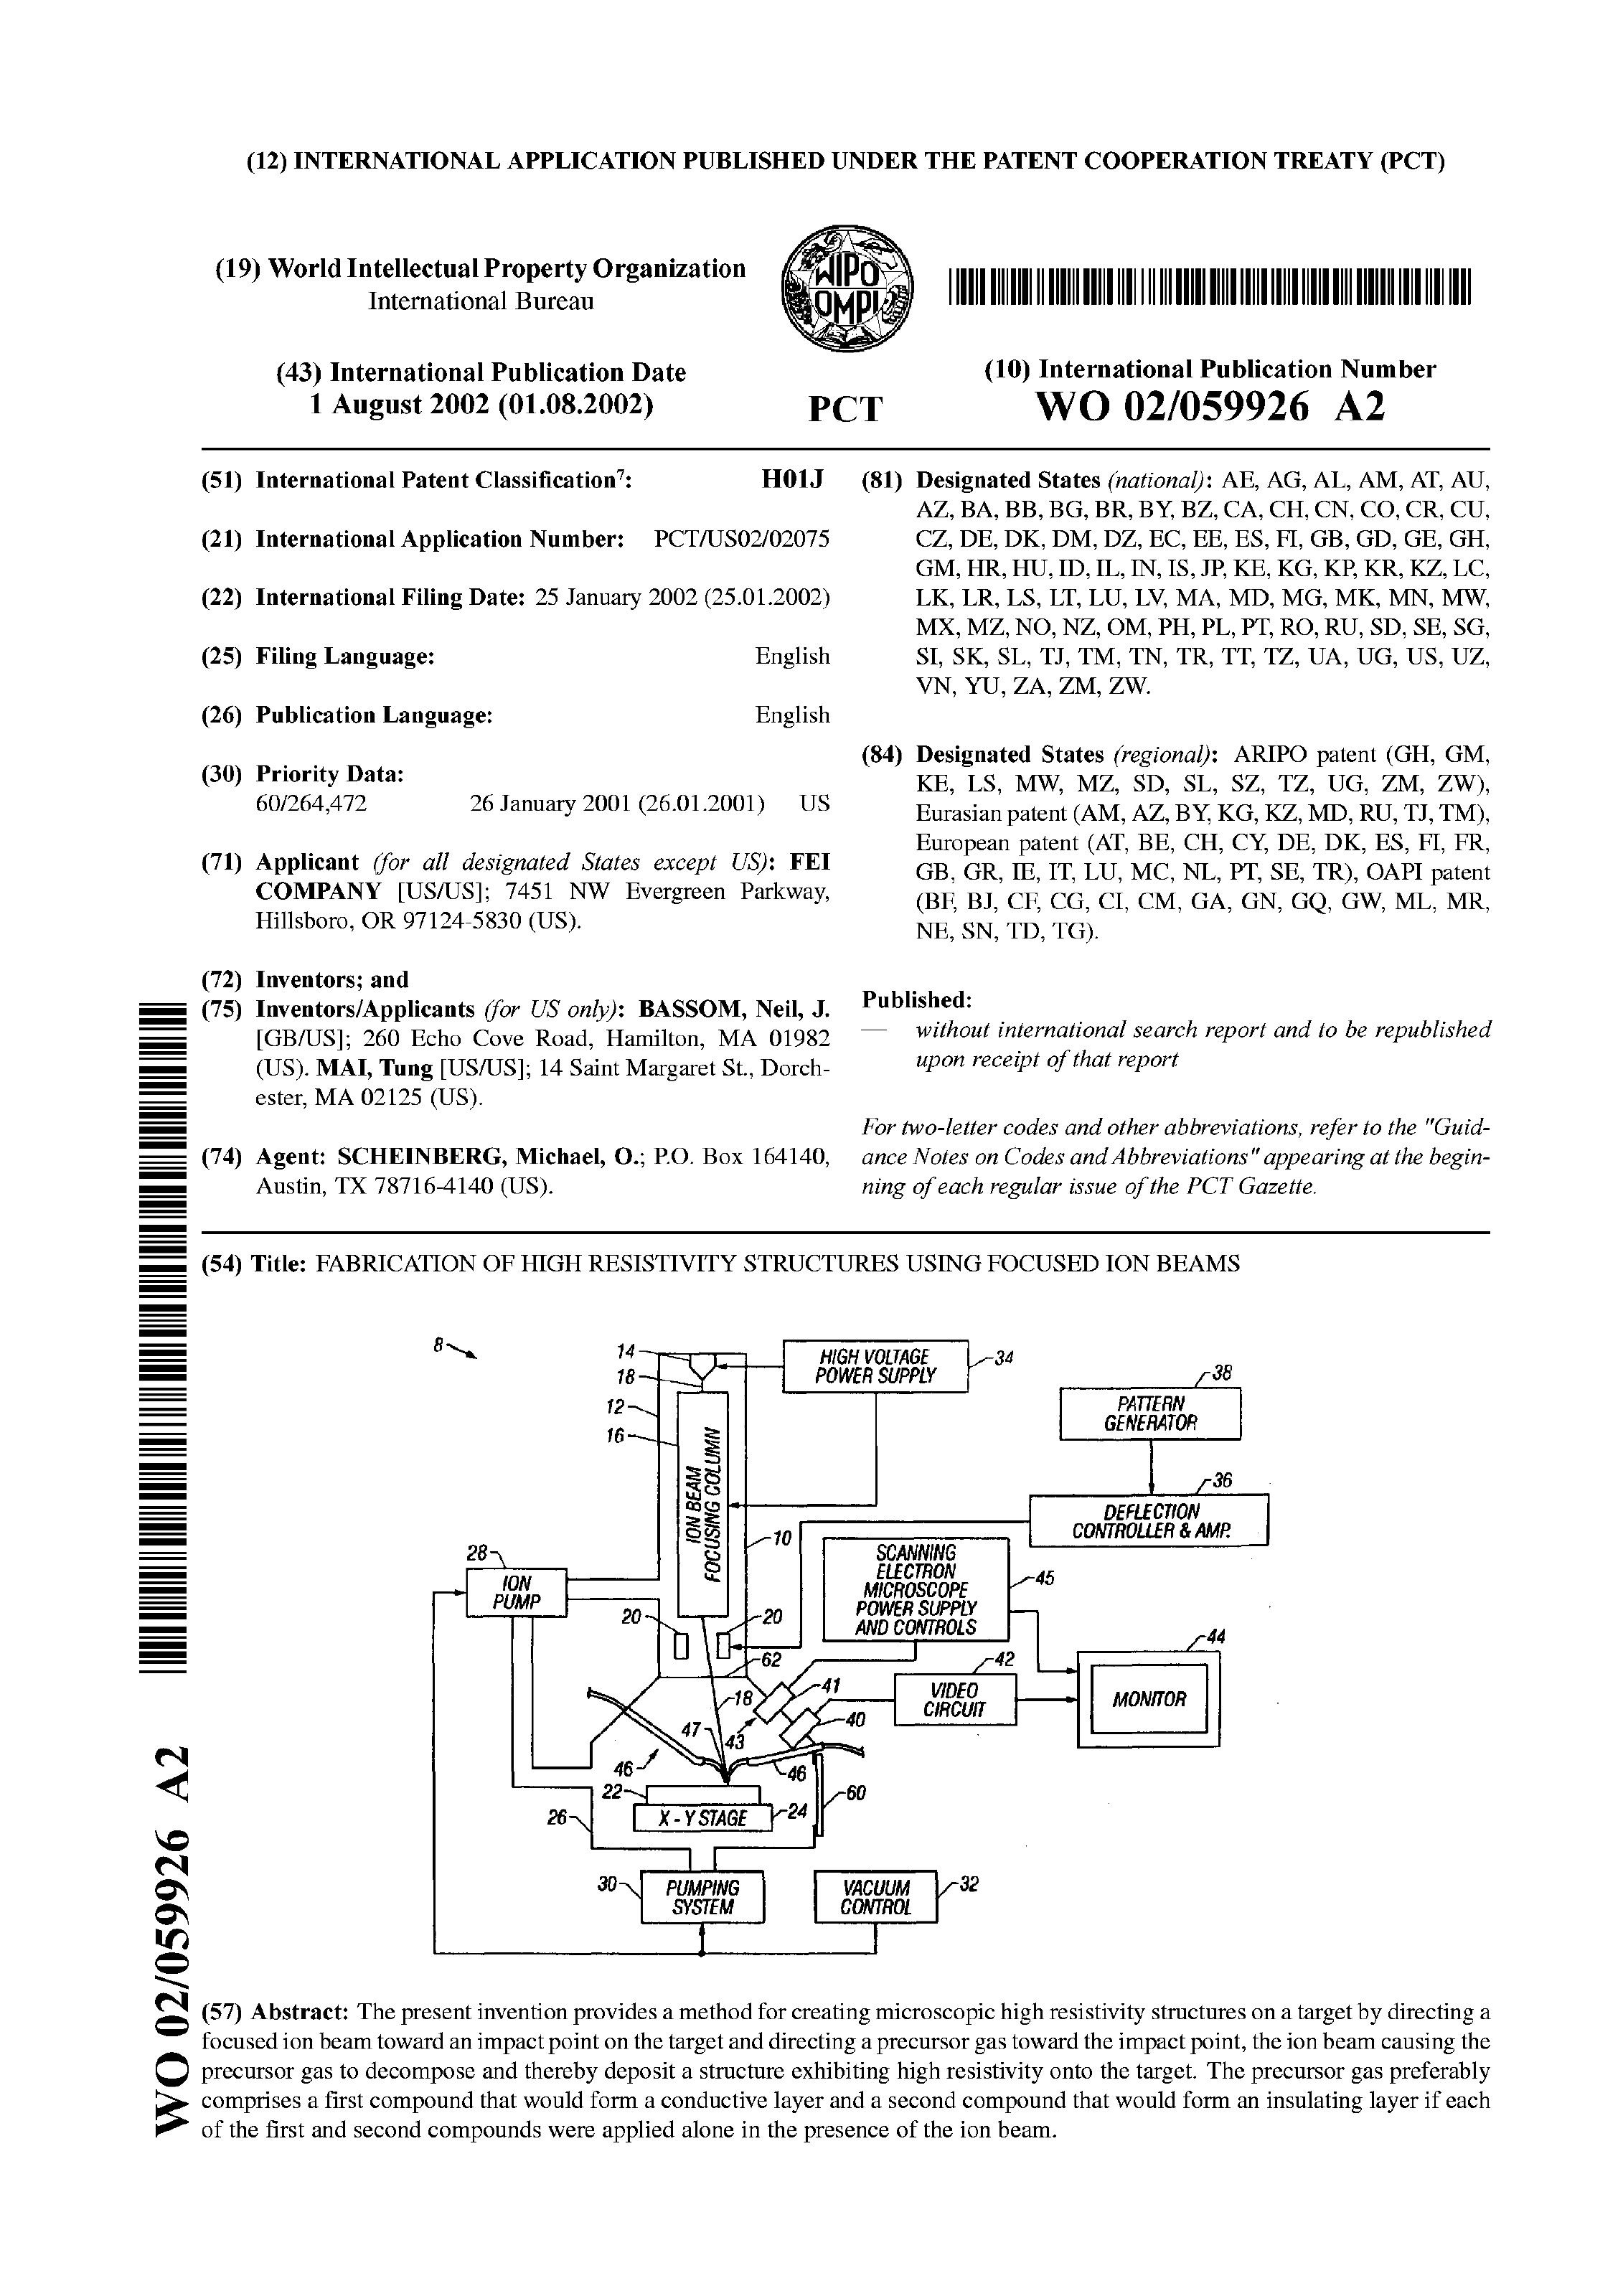 (12) INTERNATIONAL APPLICATION PUBLISHED UNDER THE PATENT COOPERATION TREATY (PCT)
(19) World Intellectual Property Organization
International Bureau
WIPO
OMPI
(43) International Publication Date
1 August 2002 (01.08.2002)
PCT
(10) International Publication Number
WO 02/059926 A2
(51) International Patent Classification⁷: H01J
(21) International Application Number: PCT/US02/02075
(22) International Filing Date: 25 January 2002 (25.01.2002)
(25) Filing Language: English
(26) Publication Language: English
(30) Priority Data:
60/264,472 26 January 2001 (26.01.2001) US
(71) Applicant (for all designated States except US): FEI
COMPANY [US/US]; 7451 NW Evergreen Parkway,
Hillsboro, OR 97124-5830 (US).
(72) Inventors; and
(75) Inventors/Applicants (for US only): BASSOM, Neil, J.
[GB/US]; 260 Echo Cove Road, Hamilton, MA 01982
(US). MAI, Tung [US/US]; 14 Saint Margaret St., Dorch-
ester, MA 02125 (US).
(74) Agent: SCHEINBERG, Michael, O.; P.O. Box 164140,
Austin, TX 78716-4140 (US).
(81) Designated States (national): AE, AG, AL, AM, AT, AU,
AZ, BA, BB, BG, BR, BY, BZ, CA, CH, CN, CO, CR, CU,
CZ, DE, DK, DM, DZ, EC, EE, ES, FI, GB, GD, GE, GH,
GM, HR, HU, ID, IL, IN, IS, JP, KE, KG, KP, KR, KZ, LC,
LK, LR, LS, LT, LU, LV, MA, MD, MG, MK, MN, MW,
MX, MZ, NO, NZ, OM, PH, PL, PT, RO, RU, SD, SE, SG,
SI, SK, SL, TJ, TM, TN, TR, TT, TZ, UA, UG, US, UZ,
VN, YU, ZA, ZM, ZW.
(84) Designated States (regional): ARIPO patent (GH, GM,
KE, LS, MW, MZ, SD, SL, SZ, TZ, UG, ZM, ZW),
Eurasian patent (AM, AZ, BY, KG, KZ, MD, RU, TJ, TM),
European patent (AT, BE, CH, CY, DE, DK, ES, FI, FR,
GB, GR, IE, IT, LU, MC, NL, PT, SE, TR), OAPI patent
(BF, BJ, CF, CG, CI, CM, GA, GN, GQ, GW, ML, MR,
NE, SN, TD, TG).
Published:
— without international search report and to be republished
upon receipt of that report
For two-letter codes and other abbreviations, refer to the "Guid-
ance Notes on Codes and Abbreviations" appearing at the begin-
ning of each regular issue of the PCT Gazette.
(54) Title: FABRICATION OF HIGH RESISTIVITY STRUCTURES USING FOCUSED ION BEAMS
8
14
18
12
16
ION BEAM
FOCUSING COLUMN
HIGH VOLTAGE
POWER SUPPLY
34
38
PATTERN
GENERATOR
36
DEFLECTION
CONTROLLER & AMP.
10
SCANNING
ELECTRON
MICROSCOPE
POWER SUPPLY
AND CONTROLS
45
28
ION
PUMP
20
20
62
44
MONITOR
42
VIDEO
CIRCUIT
41
18
40
47
43
46
46
22
60
26
X-Y STAGE
24
30
PUMPING
SYSTEM
VACUUM
CONTROL
32
(57) Abstract: The present invention provides a method for creating microscopic high resistivity structures on a target by directing a
focused ion beam toward an impact point on the target and directing a precursor gas toward the impact point, the ion beam causing the
precursor gas to decompose and thereby deposit a structure exhibiting high resistivity onto the target. The precursor gas preferably
comprises a first compound that would form a conductive layer and a second compound that would form an insulating layer if each
of the first and second compounds were applied alone in the presence of the ion beam.
WO 02/059926 A2